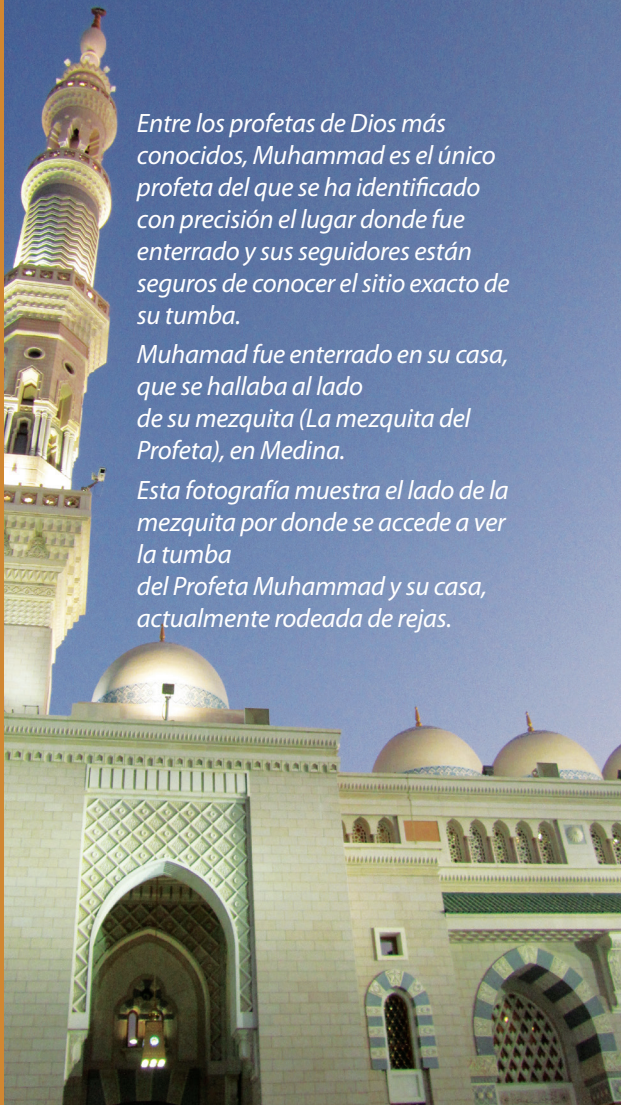 Entre los profetas de Dios más
conocidos, Muhammad es el único
profeta del que se ha identificado
con precisión el lugar donde fue
enterrado y sus seguidores están
seguros de conocer el sitio exacto de
su tumba.
Muhamad fue enterrado en su casa,
que se hallaba al lado
de su mezquita (La mezquita del
Profeta), en Medina.
Esta fotografía muestra el lado de la
mezquita por donde se accede a ver
la tumba
del Profeta Muhammad y su casa,
actualmente rodeada de rejas.